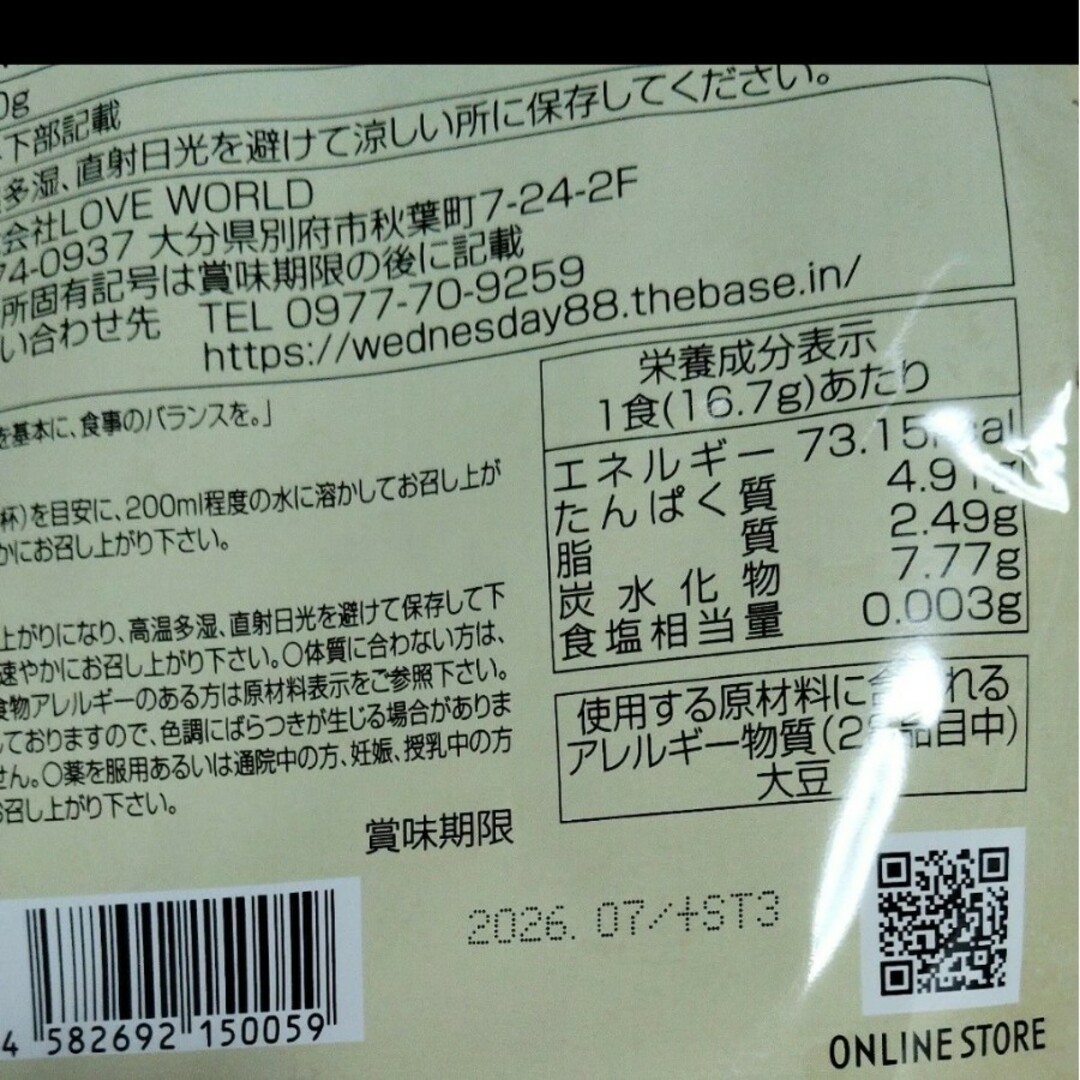 0g
下部記載
多湿、直射日光を避けて涼しい所に保存してください。
会社LOVE WORLD
74-0937 大分県別府市秋葉町7-24-2F
所固有記号は賞味期限の後に記載
い合わせ先 TEL 0977-70-9259
https://wednesday88.thebase.in/
を基本に、食事のバランスを。」
杯)を目安に、200ml程度の水に溶かしてお召し上が
かにお召し上がり下さい。
上がりになり、高温多湿、直射日光を避けて保存して下
速やかにお召し上がり下さい。○体質に合わない方は、
食物アレルギーのある方は原材料表示をご参照下さい。
しておりますので、色調にばらつきが生じる場合がありま
せん。○薬を服用あるいは通院中の方、妊娠、授乳中の方
お召し上がり下さい。
栄養成分表示
1食(16.7g)あたり
エネルギー 73.15kcal
たんぱく質 4.91g
脂質 2.49g
炭水化物 7.77g
食塩相当量 0.003g
使用する原材料に含まれる
アレルギー物質(28品目中)
大豆
賞味期限
2026. 07/+ST3
4 582692 150059
ONLINE STORE